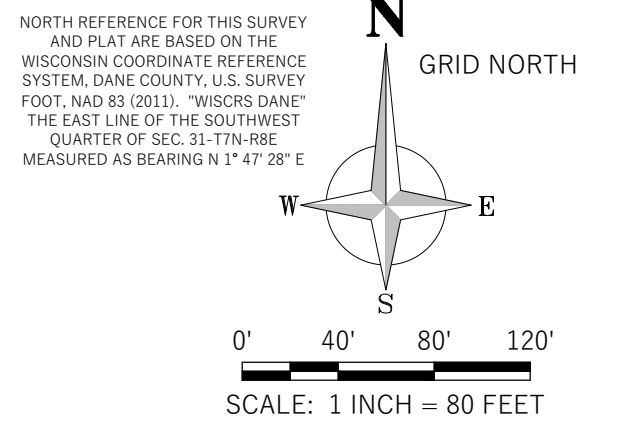 NORTH REFERENCE FOR THIS SURVEY
AND PLAT ARE BASED ON THE
WISCONSIN COORDINATE REFERENCE
SYSTEM, DANE COUNTY, U.S. SURVEY
FOOT, NAD 83 (2011). "WISCRS DANE"
THE EAST LINE OF THE SOUTHWEST
QUARTER OF SEC. 31-T7N-R8E
MEASURED AS BEARING N 1° 47' 28" E
N
GRID NORTH
W E
S
0' 40' 80' 120'
SCALE: 1 INCH = 80 FEET